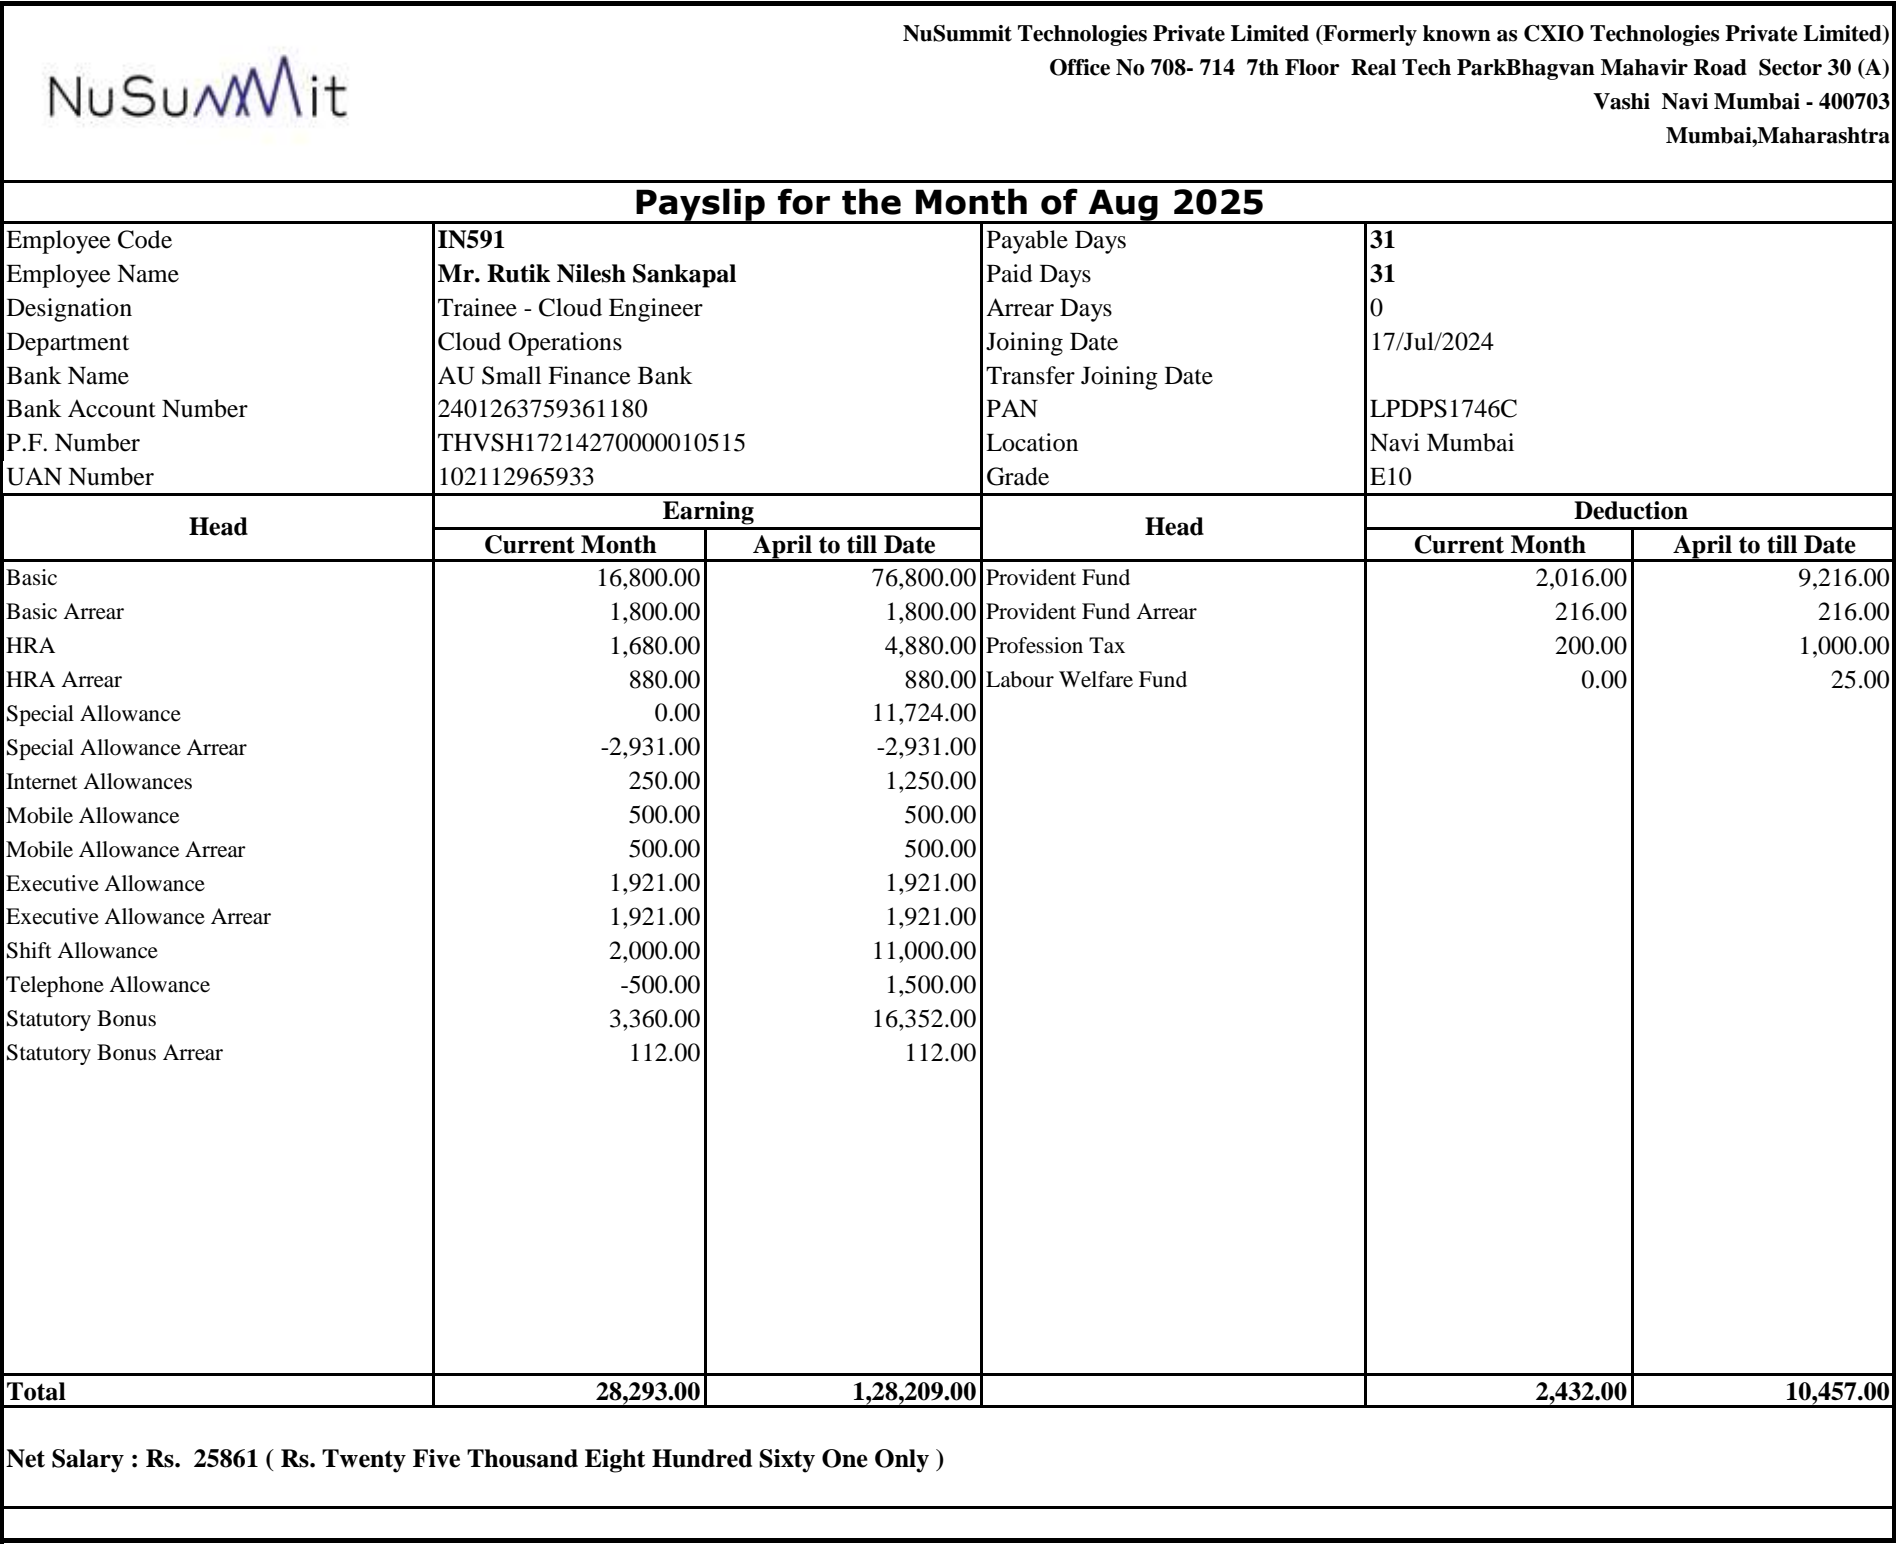 NuSummit
NuSummit Technologies Private Limited (Formerly known as CXIO Technologies Private Limited)
Office No 708- 714 7th Floor Real Tech ParkBhagvan Mahavir Road Sector 30 (A)
Vashi Navi Mumbai - 400703
Mumbai,Maharashtra
Payslip for the Month of Aug 2025
Employee Code IN591 Payable Days 31
Employee Name Mr. Rutik Nilesh Sankapal Paid Days 31
Designation Trainee - Cloud Engineer Arrear Days 0
Department Cloud Operations Joining Date 17/Jul/2024
Bank Name AU Small Finance Bank Transfer Joining Date
Bank Account Number 2401263759361180 PAN LPDPS1746C
P.F. Number THVSH17214270000010515 Location Navi Mumbai
UAN Number 102112965933 Grade E10
Head Earning Head Deduction
Current Month April to till Date Current Month April to till Date
Basic 16,800.00 76,800.00 Provident Fund 2,016.00 9,216.00
Basic Arrear 1,800.00 1,800.00 Provident Fund Arrear 216.00 216.00
HRA 1,680.00 4,880.00 Profession Tax 200.00 1,000.00
HRA Arrear 880.00 880.00 Labour Welfare Fund 0.00 25.00
Special Allowance 0.00 11,724.00
Special Allowance Arrear -2,931.00 -2,931.00
Internet Allowances 250.00 1,250.00
Mobile Allowance 500.00 500.00
Mobile Allowance Arrear 500.00 500.00
Executive Allowance 1,921.00 1,921.00
Executive Allowance Arrear 1,921.00 1,921.00
Shift Allowance 2,000.00 11,000.00
Telephone Allowance -500.00 1,500.00
Statutory Bonus 3,360.00 16,352.00
Statutory Bonus Arrear 112.00 112.00
Total 28,293.00 1,28,209.00 2,432.00 10,457.00
Net Salary : Rs. 25861 ( Rs. Twenty Five Thousand Eight Hundred Sixty One Only )